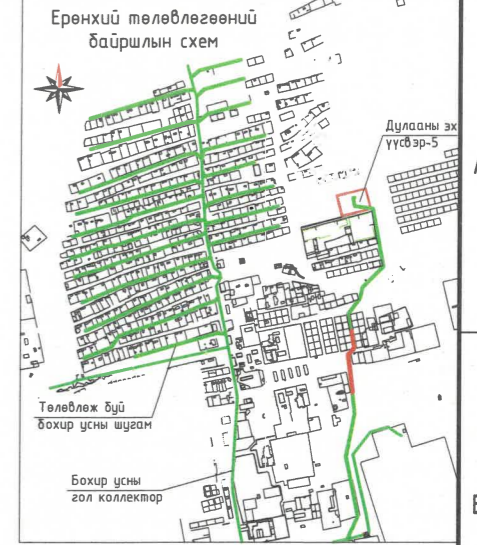 Ерөнхий төлөвлөгөөний
байршлын схем
Дулааны эх
үүсвэр-5
Төлөвлөж буй
бохир усны шугам
Бохир усны
гол коллектор